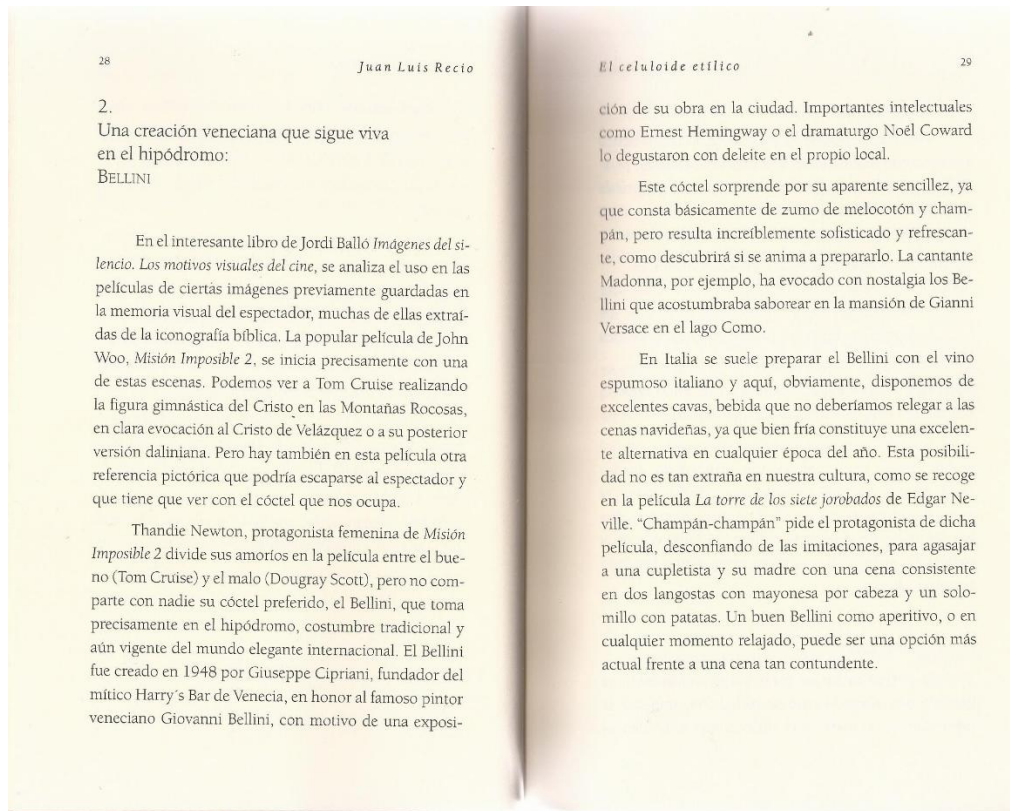 28
Juan Luis Recio
2.
Una creación veneciana que sigue viva
en el hipódromo:
BELLINI
En el interesante libro de Jordi Balló Imágenes del si-
lencio. Los motivos visuales del cine, se analiza el uso en las
películas de ciertas imágenes previamente guardadas en
la memoria visual del espectador, muchas de ellas extraí-
das de la iconografía bíblica. La popular película de John
Woo, Misión Imposible 2, se inicia precisamente con una
de estas escenas. Podemos ver a Tom Cruise realizando
la figura gimnástica del Cristo en las Montañas Rocosas,
en clara evocación al Cristo de Velázquez o a su posterior
versión daliniana. Pero hay también en esta película otra
referencia pictórica que podría escaparse al espectador y
que tiene que ver con el cóctel que nos ocupa.
Thandie Newton, protagonista femenina de Misión
Imposible 2 divide sus amoríos en la película entre el bue-
no (Tom Cruise) y el malo (Dougray Scott), pero no com-
parte con nadie su cóctel preferido, el Bellini, que toma
precisamente en el hipódromo, costumbre tradicional y
aún vigente del mundo elegante internacional. El Bellini
fue creado en 1948 por Giuseppe Cipriani, fundador del
mítico Harry´s Bar de Venecia, en honor al famoso pintor
veneciano Giovanni Bellini, con motivo de una exposi-
El celuloide etílico
29
ción de su obra en la ciudad. Importantes intelectuales
como Ernest Hemingway o el dramaturgo Noël Coward
lo degustaron con deleite en el propio local.
Este cóctel sorprende por su aparente sencillez, ya
que consta básicamente de zumo de melocotón y cham-
pán, pero resulta increíblemente sofisticado y refrescan-
te, como descubrirá si se anima a prepararlo. La cantante
Madonna, por ejemplo, ha evocado con nostalgia los Be-
llini que acostumbraba saborear en la mansión de Gianni
Versace en el lago Como.
En Italia se suele preparar el Bellini con el vino
espumoso italiano y aquí, obviamente, disponemos de
excelentes cavas, bebida que no deberíamos relegar a las
cenas navideñas, ya que bien fría constituye una excelen-
te alternativa en cualquier época del año. Esta posibili-
dad no es tan extraña en nuestra cultura, como se recoge
en la película La torre de los siete jorobados de Edgar Ne-
ville. “Champán-champán” pide el protagonista de dicha
película, desconfiando de las imitaciones, para agasajar
a una cupletista y su madre con una cena consistente
en dos langostas con mayonesa por cabeza y un solo-
millo con patatas. Un buen Bellini como aperitivo, o en
cualquier momento relajado, puede ser una opción más
actual frente a una cena tan contundente.